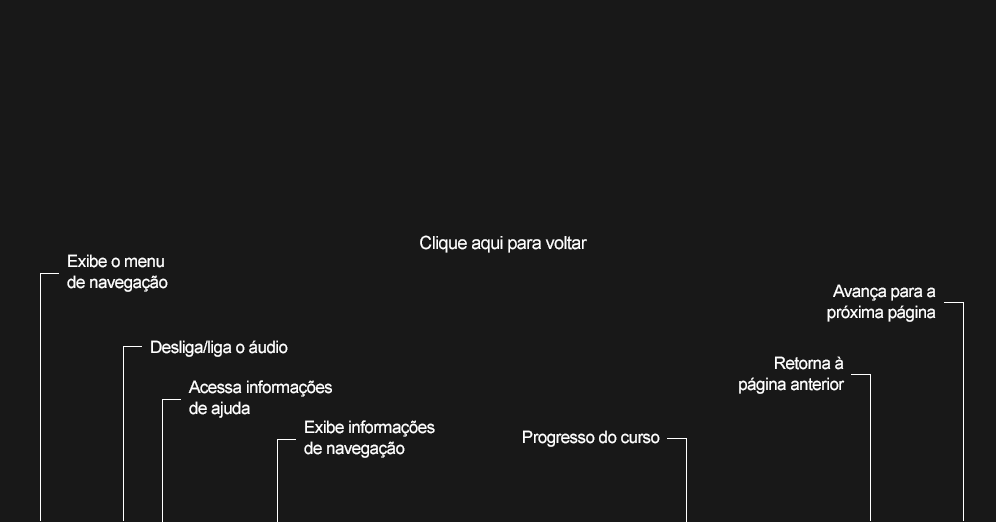 Clique aqui para voltar
Exibe o menu
de navegação
Avança para a
próxima página
Desliga/liga o áudio
Retorna à
página anterior
Acessa informações
de ajuda
Exibe informações
de navegação
Progresso do curso